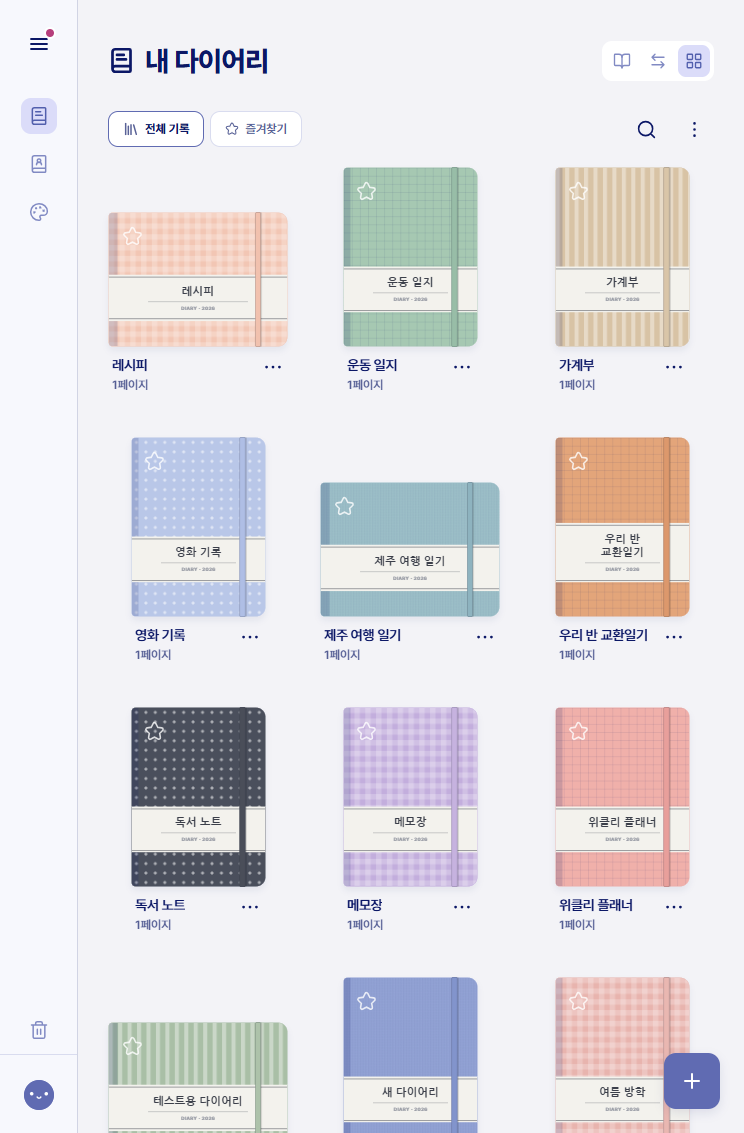 내 다이어리
전체 기록
즐겨찾기
레시피
DIARY · 2026
운동 일지
DIARY · 2026
가계부
DIARY · 2026
레시피
1페이지
운동 일지
1페이지
가계부
1페이지
영화 기록
DIARY · 2026
제주 여행 일기
DIARY · 2026
우리 반
교환일기
DIARY · 2026
영화 기록
1페이지
제주 여행 일기
1페이지
우리 반 교환일기
1페이지
독서 노트
DIARY · 2026
메모장
DIARY · 2026
위클리 플래너
DIARY · 2026
독서 노트
1페이지
메모장
1페이지
위클리 플래너
1페이지
테스트용 다이어리
DIARY · 2026
새 다이어리
DIARY · 2026
여름 방학
DIARY · 2026